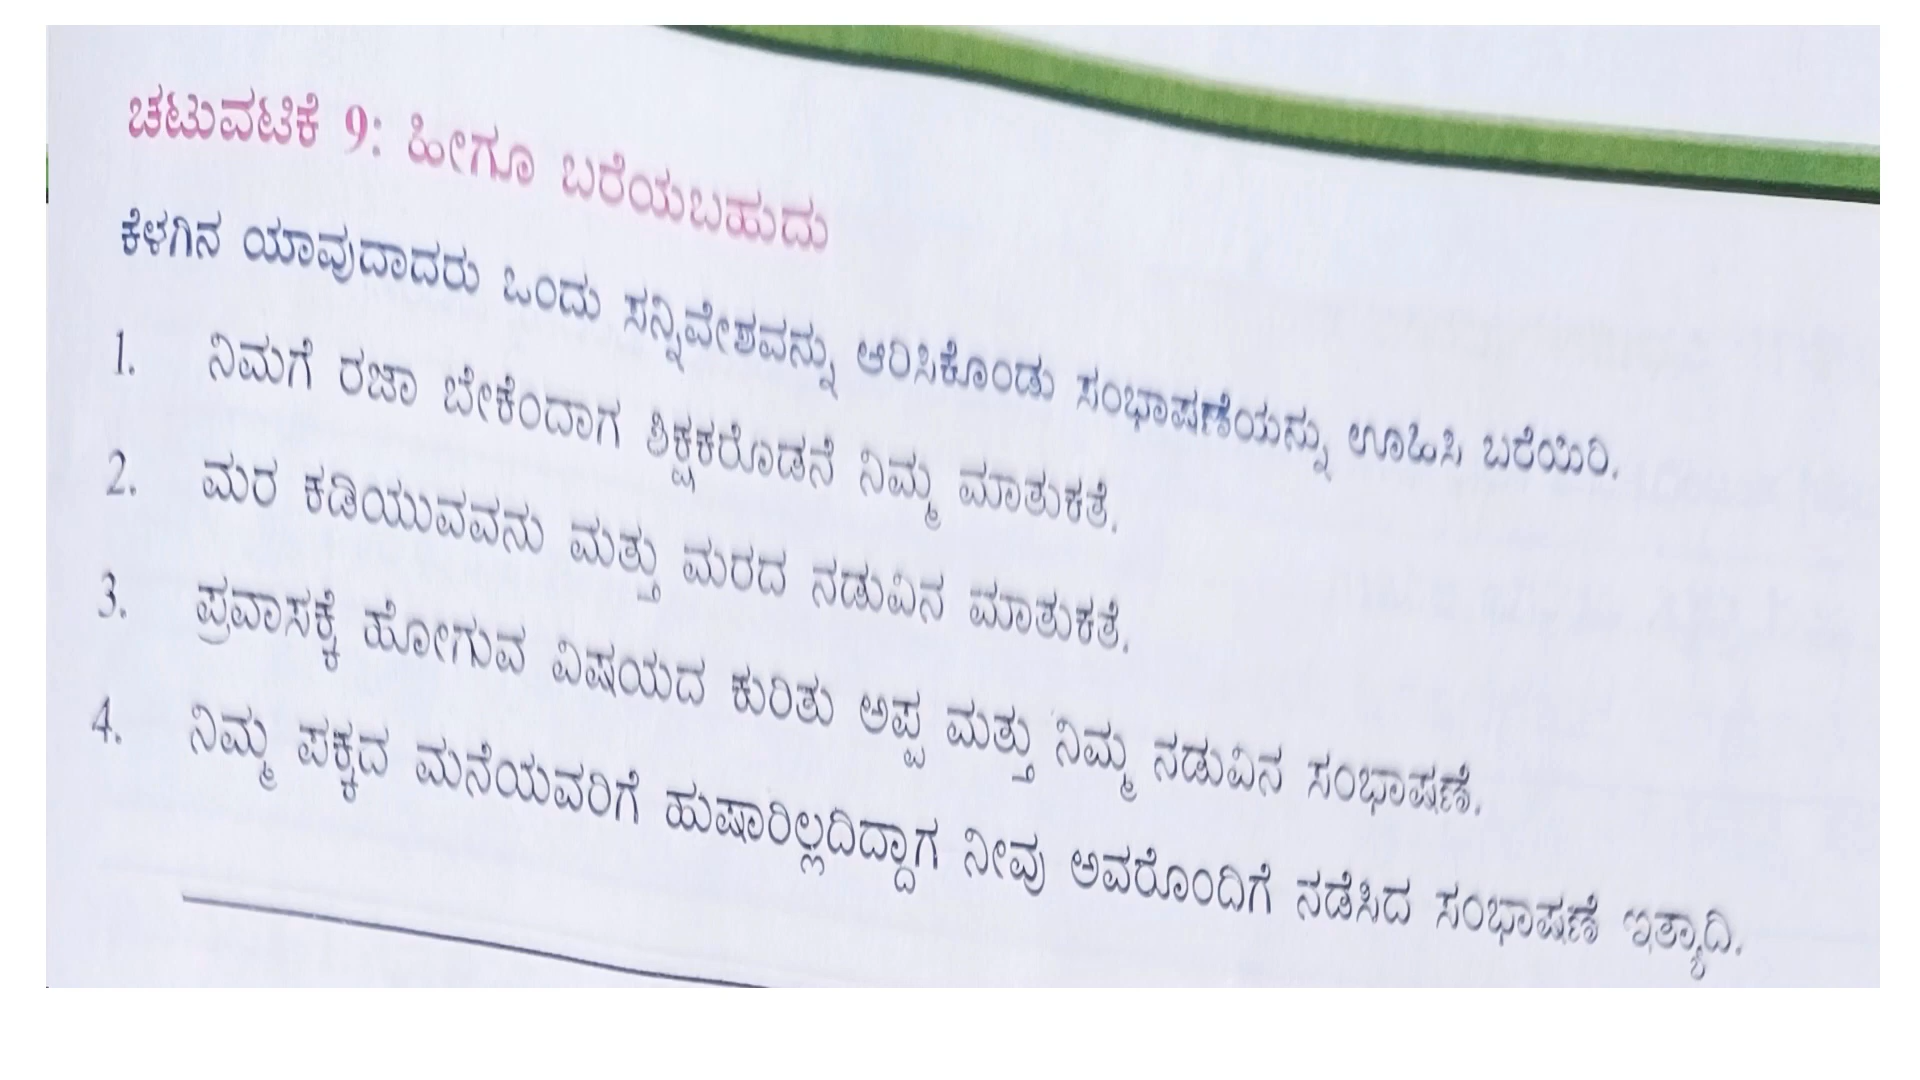 ಚಟುವಟಿಕೆ 9: ಹೀಗೂ ಬರೆಯಬಹುದು
ಕೆಳಗಿನ ಯಾವುದಾದರು ಒಂದು ಸನ್ನಿವೇಶವನ್ನು ಆರಿಸಿಕೊಂಡು ಸಂಭಾಷಣೆಯನ್ನು ಊಹಿಸಿ ಬರೆಯಿರಿ.
1. ನಿಮಗೆ ರಜಾ ಬೇಕೆಂದಾಗ ಶಿಕ್ಷಕರೊಡನೆ ನಿಮ್ಮ ಮಾತುಕತೆ.
2. ಮರ ಕಡಿಯುವವನು ಮತ್ತು ಮರದ ನಡುವಿನ ಮಾತುಕತೆ.
3. ಪ್ರವಾಸಕ್ಕೆ ಹೋಗುವ ವಿಷಯದ ಕುರಿತು ಅಪ್ಪ ಮತ್ತು ನಿಮ್ಮ ನಡುವಿನ ಸಂಭಾಷಣೆ.
4. ನಿಮ್ಮ ಪಕ್ಕದ ಮನೆಯವರಿಗೆ ಹುಷಾರಿಲ್ಲದಿದ್ದಾಗ ನೀವು ಅವರೊಂದಿಗೆ ನಡೆಸಿದ ಸಂಭಾಷಣೆ ಇತ್ಯಾದಿ.